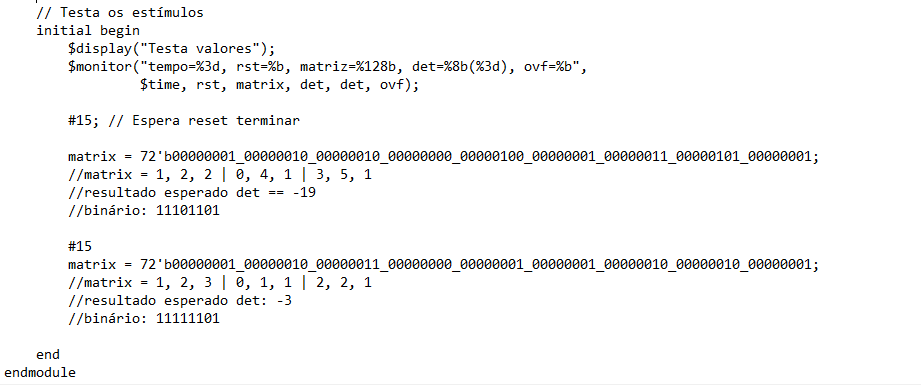 // Testa os estímulos
initial begin
$display("Testa valores");
$monitor("tempo=%3d, rst=%b, matriz=%128b, det=%8b(%3d), ovf=%b",
$time, rst, matrix, det, det, ovf);
#15; // Espera reset terminar
matrix = 72'b00000001_00000010_00000010_00000000_00000100_00000001_00000011_00000101_00000001;
//matrix = 1, 2, 2 | 0, 4, 1 | 3, 5, 1
//resultado esperado det == -19
//binário: 11101101
#15
matrix = 72'b00000001_00000010_00000011_00000000_00000001_00000001_00000010_00000010_00000001;
//matrix = 1, 2, 3 | 0, 1, 1 | 2, 2, 1
//resultado esperado det: -3
//binário: 11111101
end
endmodule